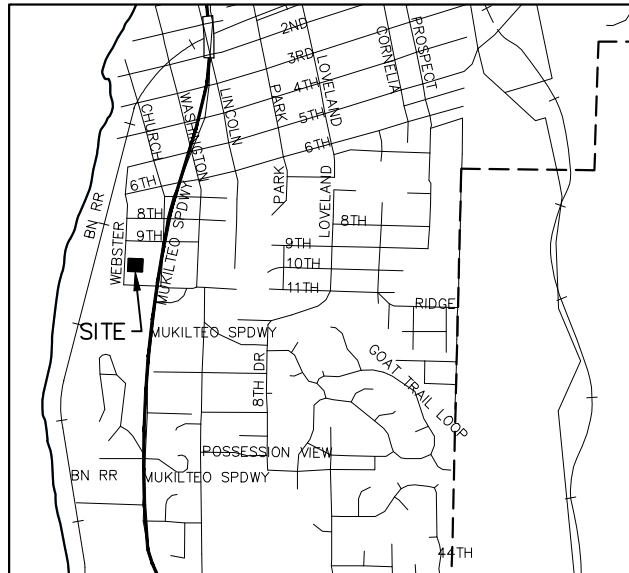 2ND
3RD
4TH
5TH
6TH
CHURCH
WASHINGTON
LINCOLN
PARK
LOVELAND
CORNELIA
PROSPECT
6TH
8TH
9TH
WEBSTER
BN RR
MUKILTEO SPDWY
PARK
LOVELAND
8TH
9TH
10TH
11TH
RIDGE
SITE
MUKILTEO SPDWY
8TH DR
GOAT TRAIL LOOP
POSSESSION VIEW
BN RR
MUKILTEO SPDWY
44TH